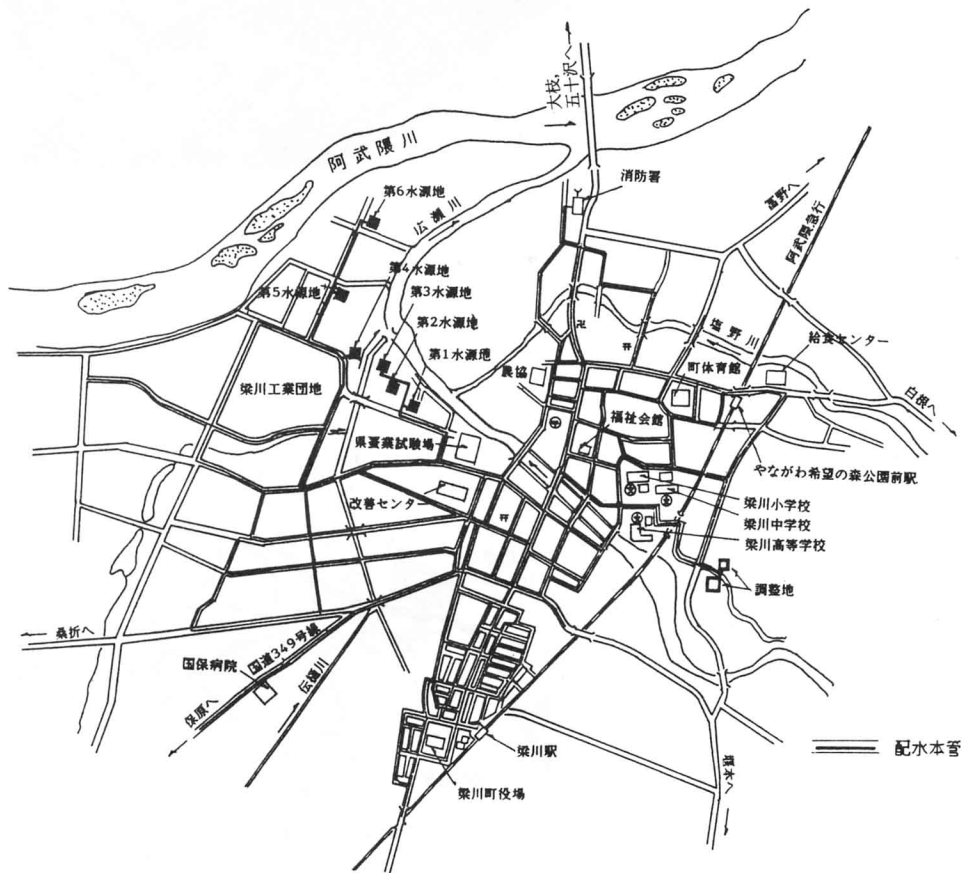 大枝,
五十沢へ
阿武隈川
消防署
富野へ
阿武隈急行
第6水源地
広瀬川
第4水源地
第5水源地
第3水源地
第2水源地
第1水源地
塩野川
給食センター
農協
町体育館
白根へ
梁川工業団地
福祉会館
県蚕業試験場
やながわ希望の森公園前駅
改善センター
梁川小学校
梁川中学校
梁川高等学校
調整地
桑折へ
国道349号線
国保病院
伝樋川
保原へ
梁川駅
配水本管
梁川町役場